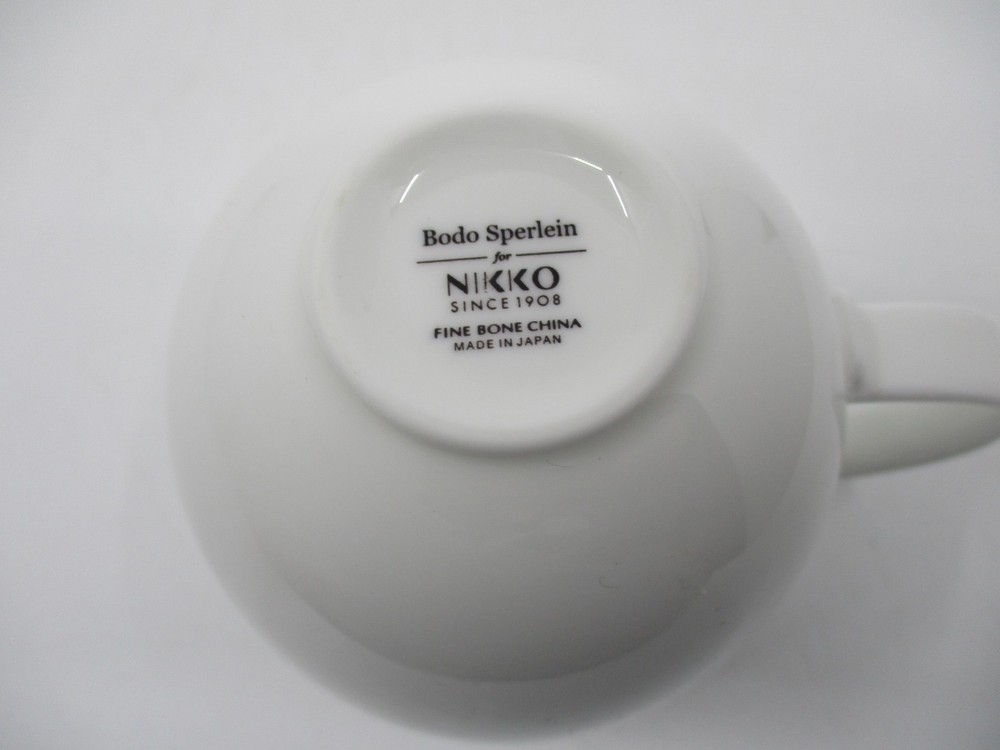 Bodo Sperlein
for
NIKKO
SINCE 1908
FINE BONE CHINA
MADE IN JAPAN